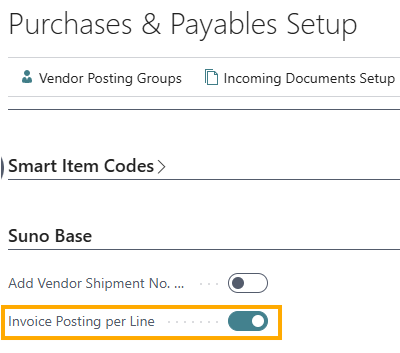 Purchases & Payables Setup
Vendor Posting Groups
Incoming Documents Setup
Smart Item Codes
Suno Base
Add Vendor Shipment No. ...
Invoice Posting per Line